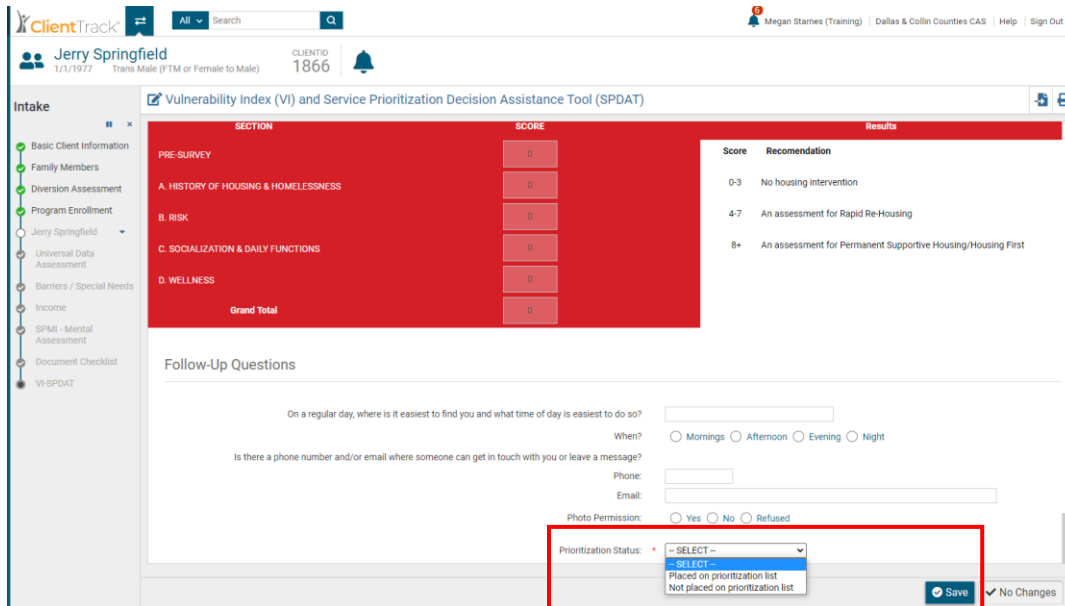 ClientTrack
All
Search
6
Megan Starnes (Training) | Dallas & Collin Counties CAS | Help | Sign Out
Jerry Springfield
1/1/1977 Trans Male (FTM or Female to Male)
CLIENTID
1866
Intake
Basic Client Information
Family Members
Diversion Assessment
Program Enrollment
Jerry Springfield
Universal Data
Assessment
Barriers / Special Needs
Income
SPMI - Mental
Assessment
Document Checklist
VI-SPDAT
Vulnerability Index (VI) and Service Prioritization Decision Assistance Tool (SPDAT)
SECTION SCORE Results
PRE-SURVEY 0
A. HISTORY OF HOUSING & HOMELESSNESS 0
B. RISK 0
C. SOCIALIZATION & DAILY FUNCTIONS 0
D. WELLNESS 0
Grand Total 0
Score Recomendation
0-3 No housing intervention
4-7 An assessment for Rapid Re-Housing
8+ An assessment for Permanent Supportive Housing/Housing First
Follow-Up Questions
On a regular day, where is it easiest to find you and what time of day is easiest to do so?
When? Mornings Afternoon Evening Night
Is there a phone number and/or email where someone can get in touch with you or leave a message?
Phone:
Email:
Photo Permission: Yes No Refused
Prioritization Status: * -- SELECT --
-- SELECT --
Placed on prioritization list
Not placed on prioritization list
Save No Changes